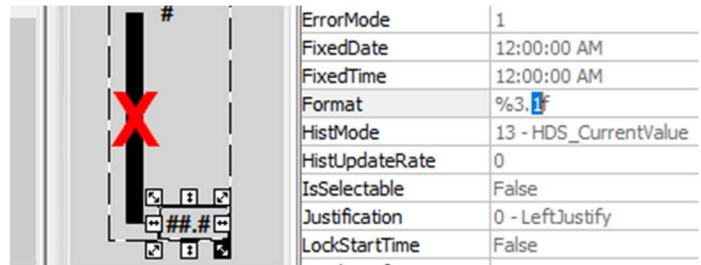 #
X
##.#
ErrorMode 1
FixedDate 12:00:00 AM
FixedTime 12:00:00 AM
Format %3.1f
HistMode 13 - HDS_CurrentValue
HistUpdateRate 0
IsSelectable False
Justification 0 - LeftJustify
LockStartTime False